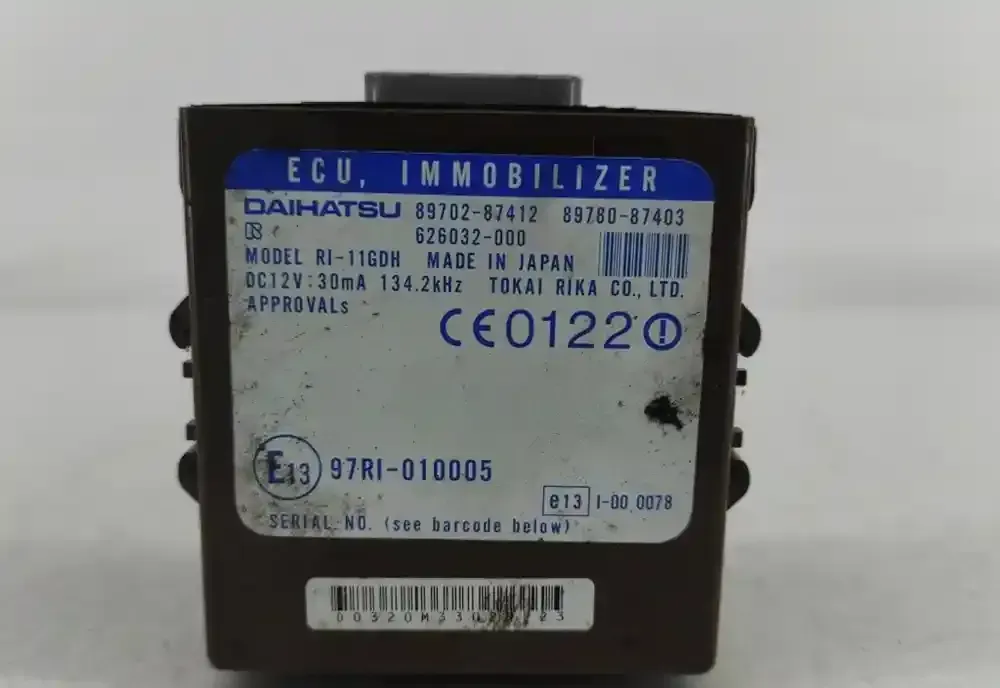 ECU, IMMOBILIZER
DAIHATSU 89702-87412 89780-87403
626032-000
MODEL RI-11GDH MADE IN JAPAN
DC12V:30mA 134.2kHz TOKAI RIKA CO., LTD.
APPROVALs
CE0122
E13 97RI-010005
e13 I-00 0078
SERIAL NO. (see barcode below)